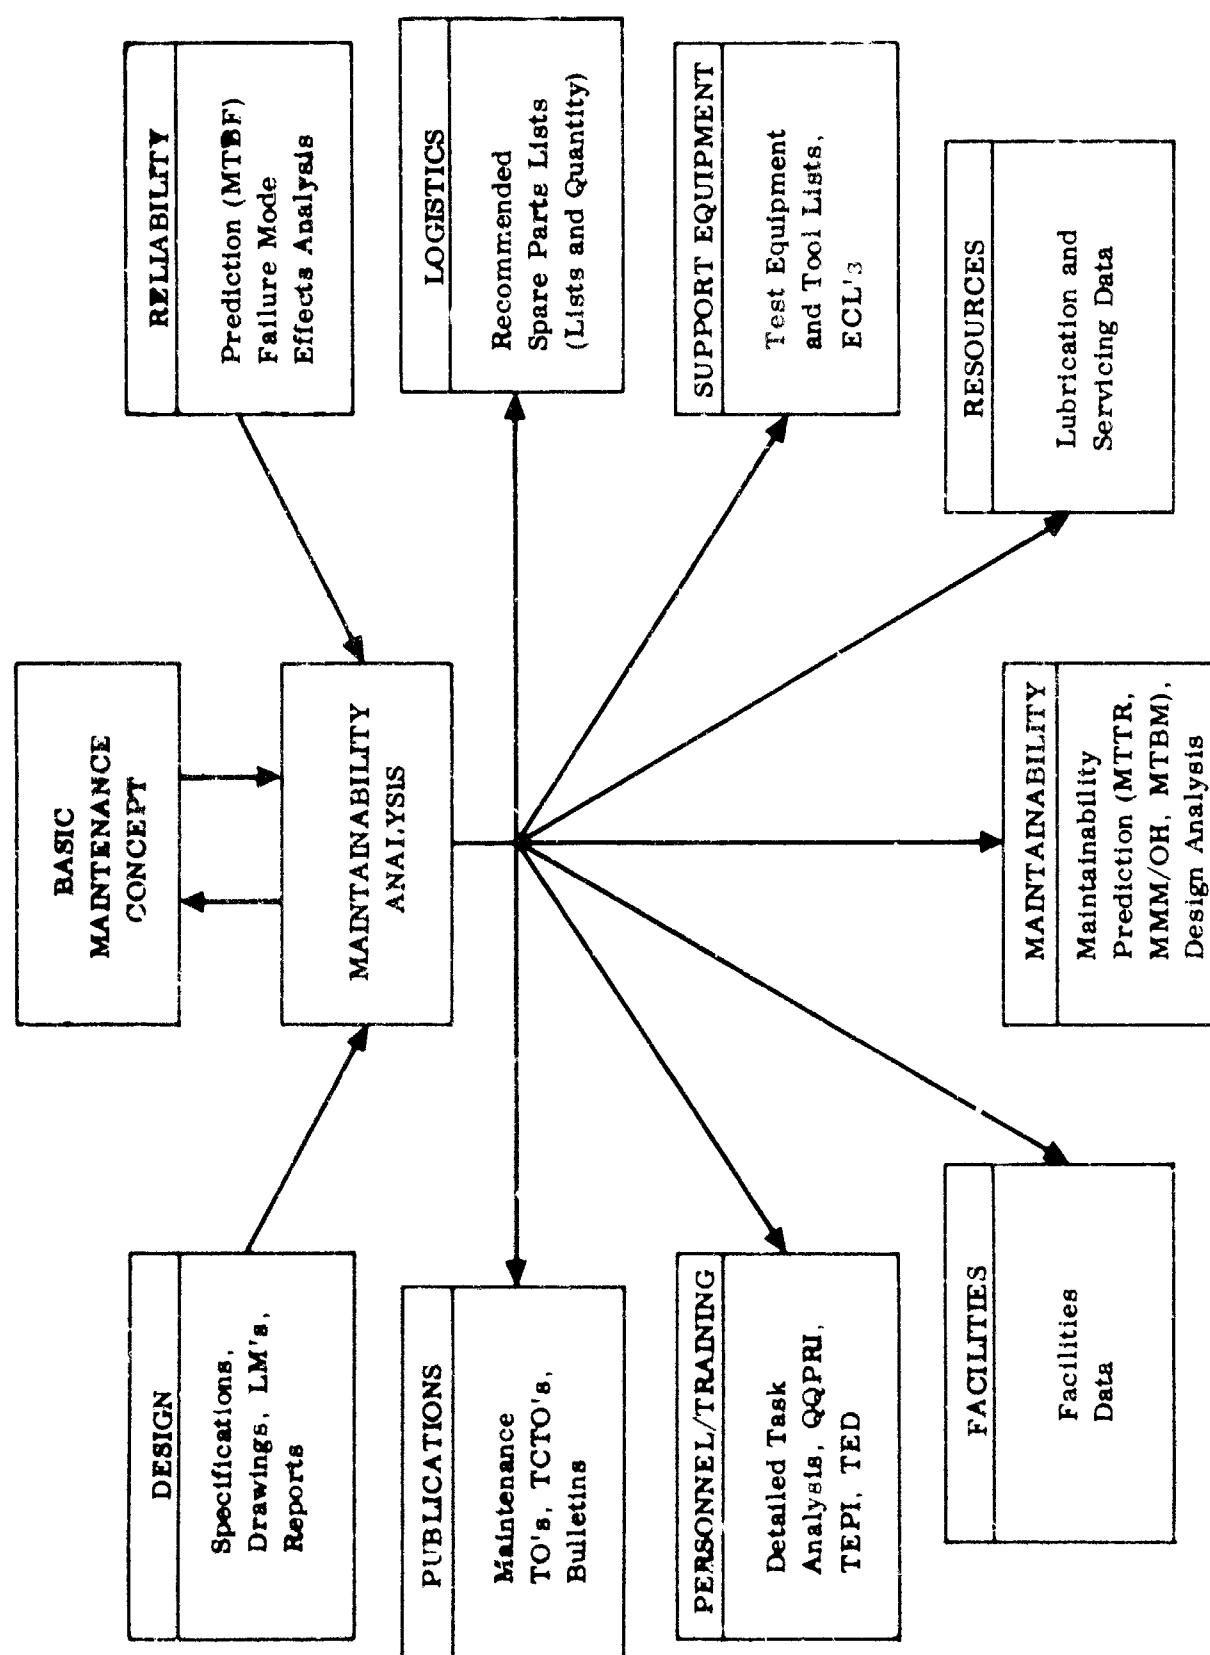 BASIC
MAINTENANCE
CONCEPT
DESIGN
Specifications,
Drawings, LM's,
Reports
MAINTAINABILITY
ANALYSIS
RELIABILITY
Prediction (MTBF)
Failure Mode
Effects Analysis
PUBLICATIONS
Maintenance
TO's, TCTO's,
Bulletins
LOGISTICS
Recommended
Spare Parts Lists
(Lists and Quantity)
PERSONNEL/TRAINING
Detailed Task
Analysis, QQPRI,
TEPI, TED
SUPPORT EQUIPMENT
Test Equipment
and Tool Lists,
ECL's
FACILITIES
Facilities
Data
MAINTAINABILITY
Maintainability
Prediction (MTTR,
MMM/OH, MTBM),
Design Analysis
RESOURCES
Lubrication and
Servicing Data